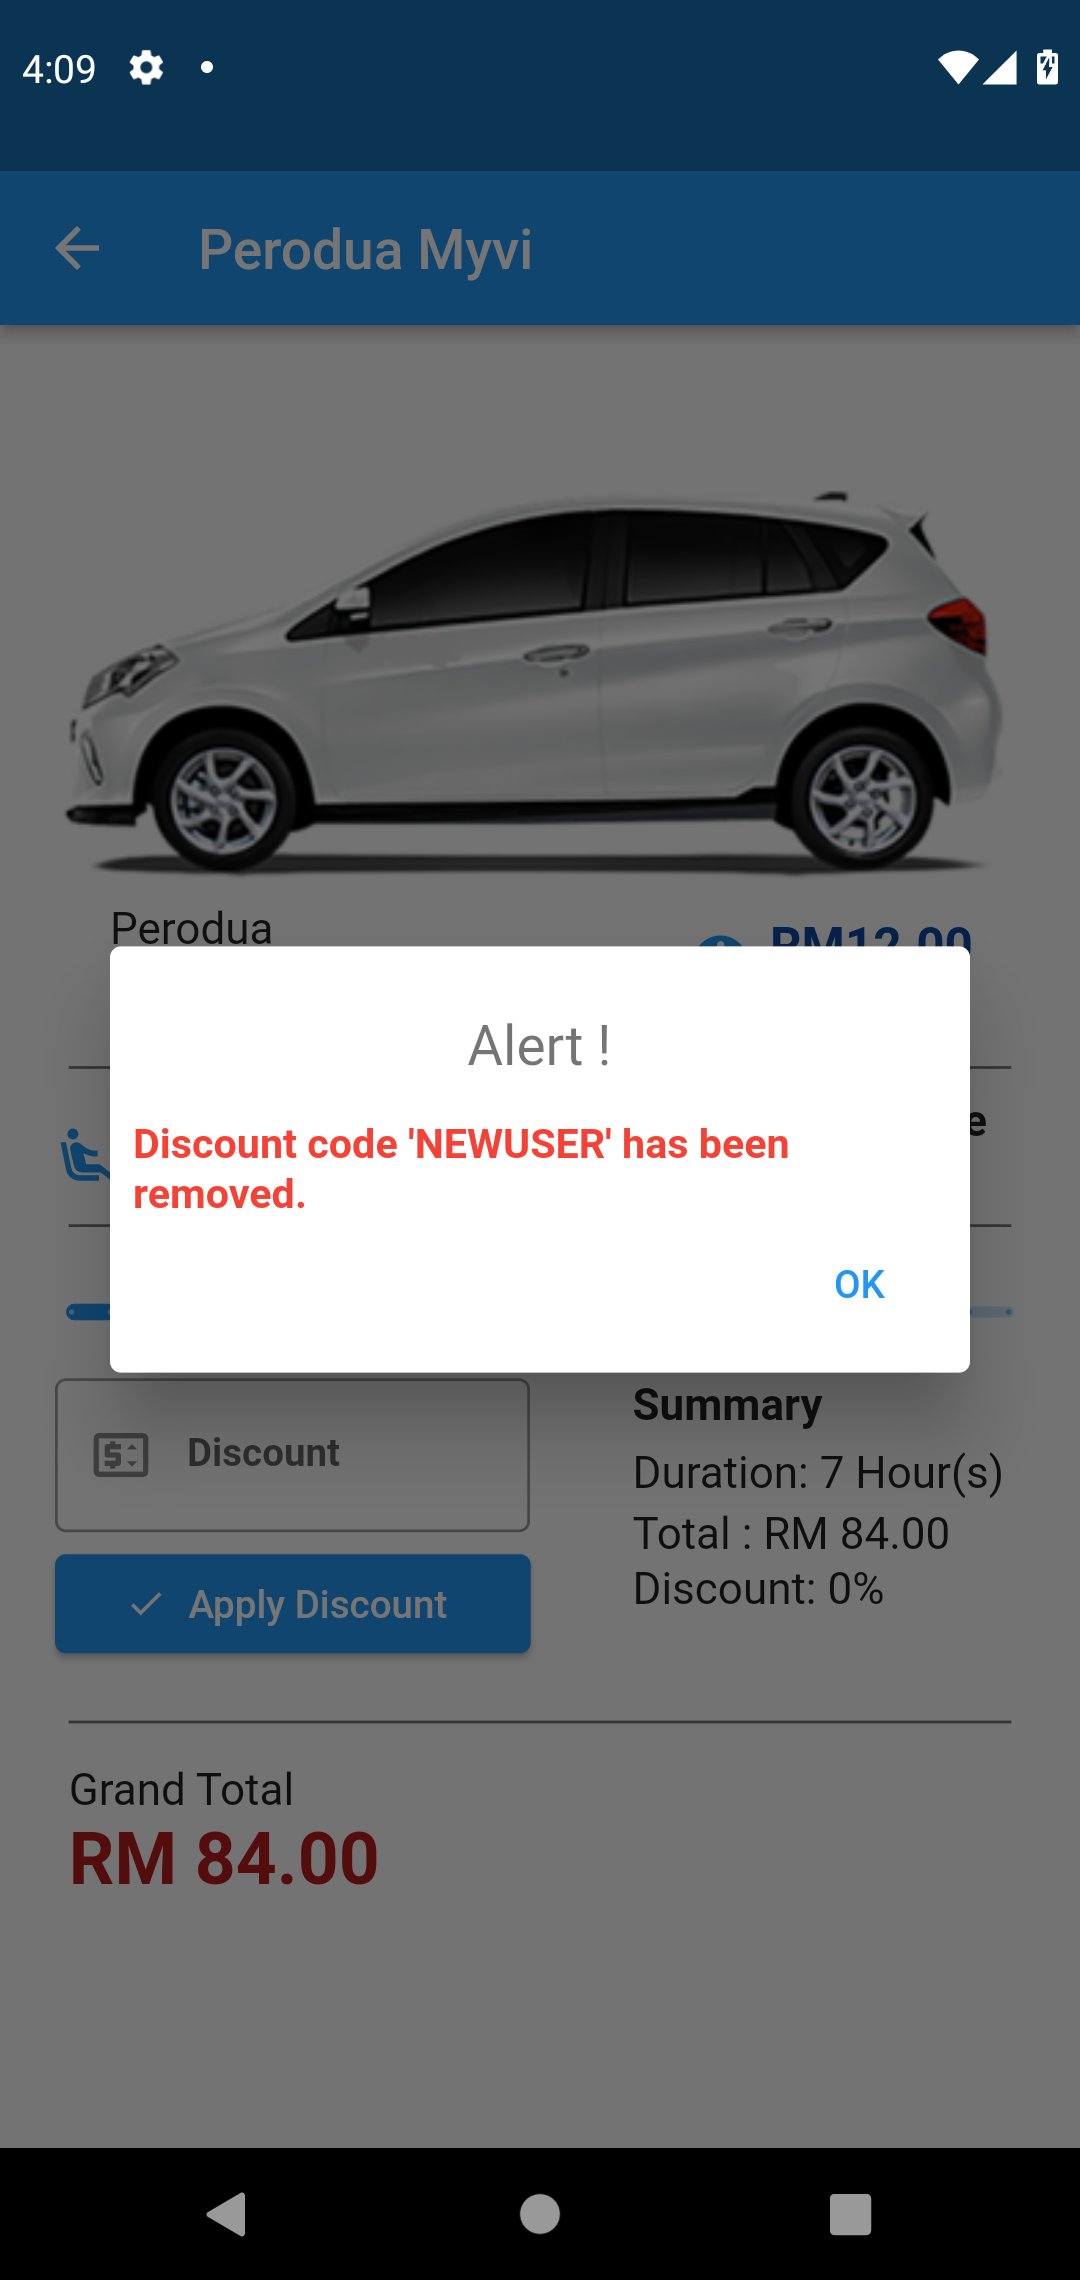 4:09
Perodua Myvi
Perodua
RM12.00
Alert !
Discount code 'NEWUSER' has been
removed.
OK
Discount
Apply Discount
Summary
Duration: 7 Hour(s)
Total : RM 84.00
Discount: 0%
Grand Total
RM 84.00